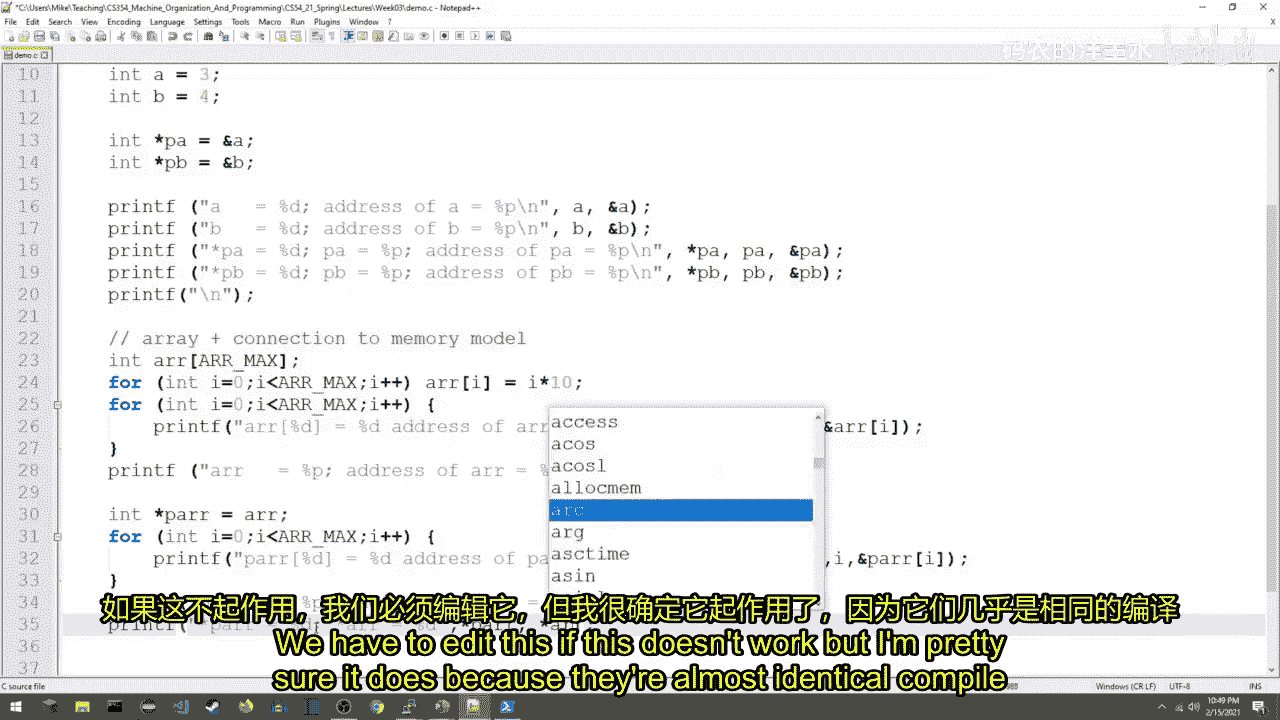 *C:\Users\Mike\Teaching\CS354_Machine_Organization_And_Programming\CS354_21_Spring\Lectures\Week03\demo.c - Notepad++
File Edit Search View Encoding Language Settings Tools Macro Run Plugins Window ?
demo.c
10 int a = 3;
11 int b = 4;
12
13 int *pa = &a;
14 int *pb = &b;
15
16 printf ("a   = %d; address of a = %p\n", a, &a);
17 printf ("b   = %d; address of b = %p\n", b, &b);
18 printf ("*pa = %d; pa = %p; address of pa = %p\n", *pa, pa, &pa);
19 printf ("*pb = %d; pb = %p; address of pb = %p\n", *pb, pb, &pb);
20 printf("\n");
21
22 // array + connection to memory model
23 int arr[ARR_MAX];
24 for (int i=0;i<ARR_MAX;i++) arr[i] = i*10;
25 for (int i=0;i<ARR_MAX;i++) {
26 printf("arr[%d] = %d address of arr &arr[i]);
27 }
28 printf ("arr   = %p; address of arr = %
29
30 int *parr = arr;
31 for (int i=0;i<ARR_MAX;i++) {
32 printf("parr[%d] = %d address of pa ,i,&parr[i]);
33 }
access
acos
acosl
allocmem
arc
arg
asctime
asin
如果这不起作用，我们必须编辑它，但我很确定它起作用了，因为它们几乎是相同的编译
We have to edit this if this doesn't work but I'm pretty
sure it does because they're almost identical compile
C source file Windows (CR LF) UTF-8 INS
10:49 PM
2/15/2021